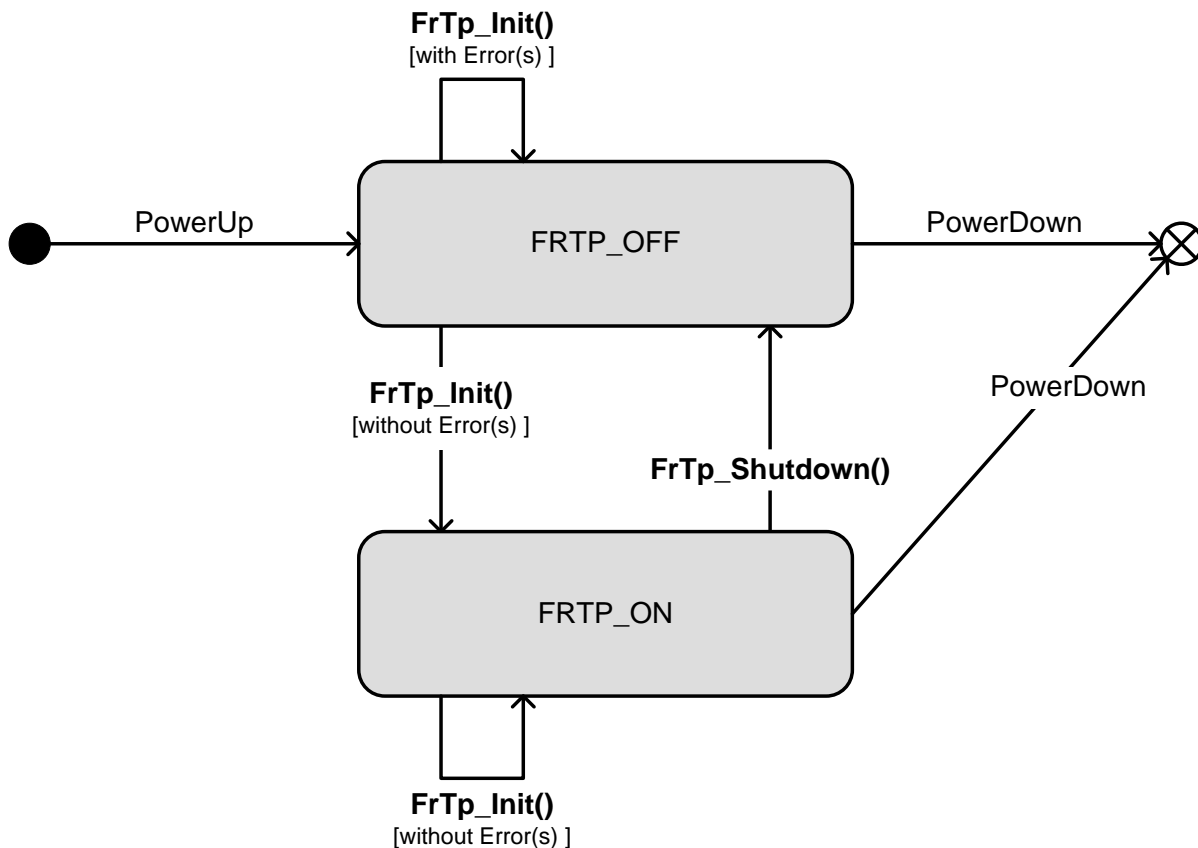 FrTp_Init()
[with Error(s) ]
PowerUp
FRTP_OFF
PowerDown
FrTp_Init()
[without Error(s) ]
PowerDown
FrTp_Shutdown()
FRTP_ON
FrTp_Init()
[without Error(s) ]